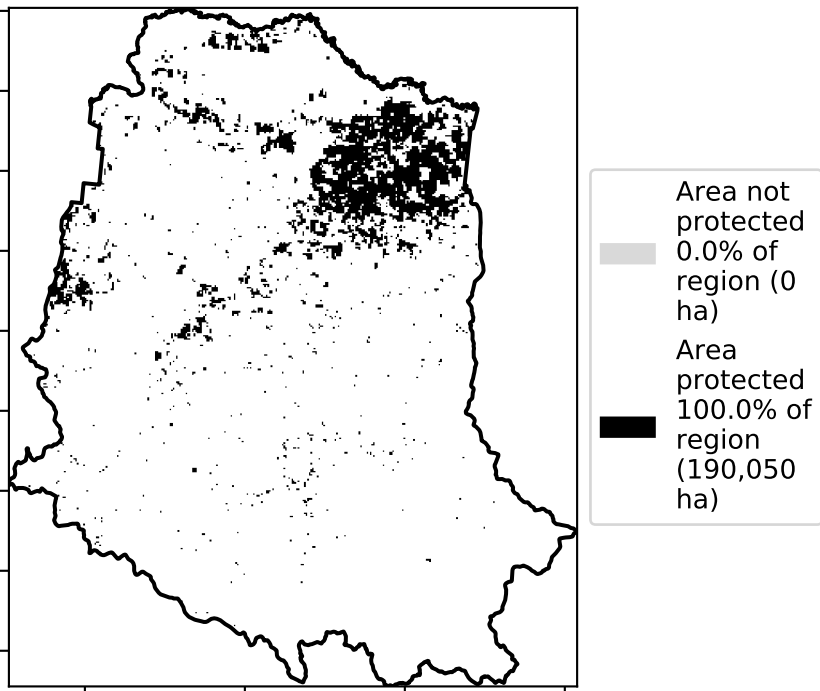 Area not
protected
0.0% of
region (0
ha)
Area
protected
100.0% of
region
(190,050
ha)